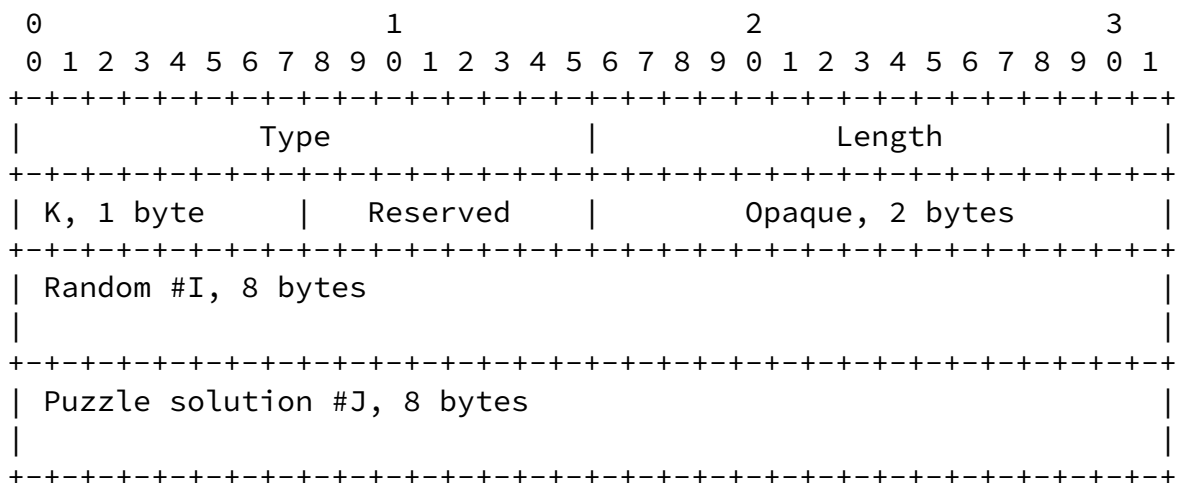 0                   1                   2                   3
0 1 2 3 4 5 6 7 8 9 0 1 2 3 4 5 6 7 8 9 0 1 2 3 4 5 6 7 8 9 0 1
+-+-+-+-+-+-+-+-+-+-+-+-+-+-+-+-+-+-+-+-+-+-+-+-+-+-+-+-+-+-+-+-+
|             Type              |             Length            |
+-+-+-+-+-+-+-+-+-+-+-+-+-+-+-+-+-+-+-+-+-+-+-+-+-+-+-+-+-+-+-+-+
| K, 1 byte     |   Reserved    |        Opaque, 2 bytes        |
+-+-+-+-+-+-+-+-+-+-+-+-+-+-+-+-+-+-+-+-+-+-+-+-+-+-+-+-+-+-+-+-+
| Random #I, 8 bytes                                            |
|                                                               |
+-+-+-+-+-+-+-+-+-+-+-+-+-+-+-+-+-+-+-+-+-+-+-+-+-+-+-+-+-+-+-+-+
| Puzzle solution #J, 8 bytes                                   |
|                                                               |
+-+-+-+-+-+-+-+-+-+-+-+-+-+-+-+-+-+-+-+-+-+-+-+-+-+-+-+-+-+-+-+-+